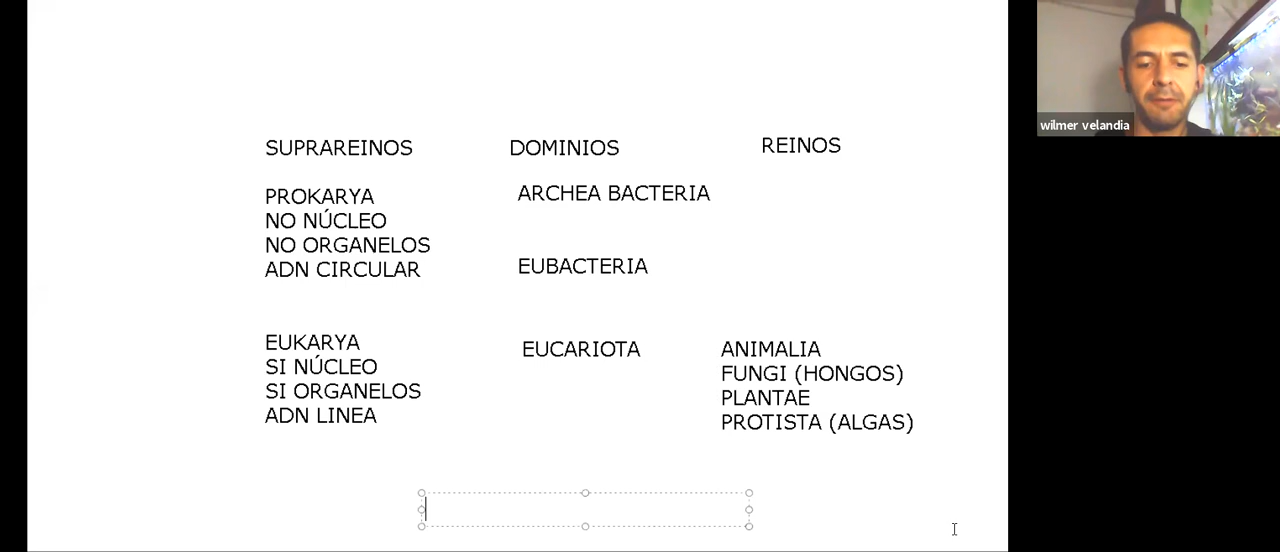 SUPRAREINOS
DOMINIOS
REINOS
PROKARYA
NO NÚCLEO
NO ORGANELOS
ADN CIRCULAR
ARCHEA BACTERIA
EUBACTERIA
EUKARYA
SI NÚCLEO
SI ORGANELOS
ADN LINEA
EUCARIOTA
ANIMALIA
FUNGI (HONGOS)
PLANTAE
PROTISTA (ALGAS)
wilmer velandia